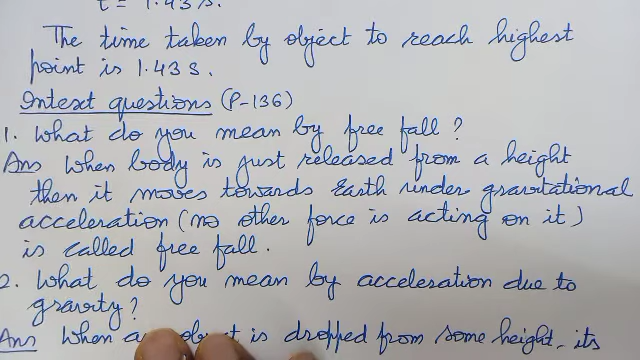 t = 1.43 s.
The time taken by object to reach highest
point is 1.43 s.
Intext questions (P-136)
1. What do you mean by free fall ?
Ans When body is just released from a height
then it moves towards Earth under gravitational
acceleration (no other force is acting on it)
is called free fall.
2. What do you mean by acceleration due to
gravity?
Ans When an object is dropped from some height its